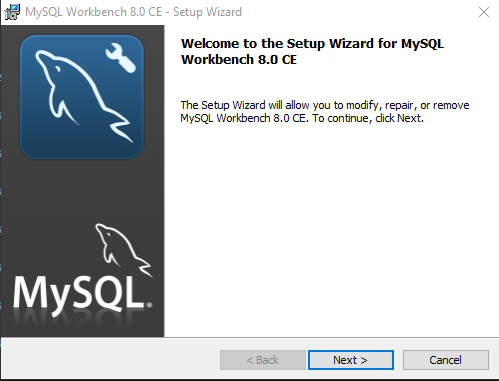 MySQL Workbench 8.0 CE - Setup Wizard
Welcome to the Setup Wizard for MySQL
Workbench 8.0 CE
The Setup Wizard will allow you to modify, repair, or remove
MySQL Workbench 8.0 CE. To continue, click Next.
MySQL®
< Back
Next >
Cancel